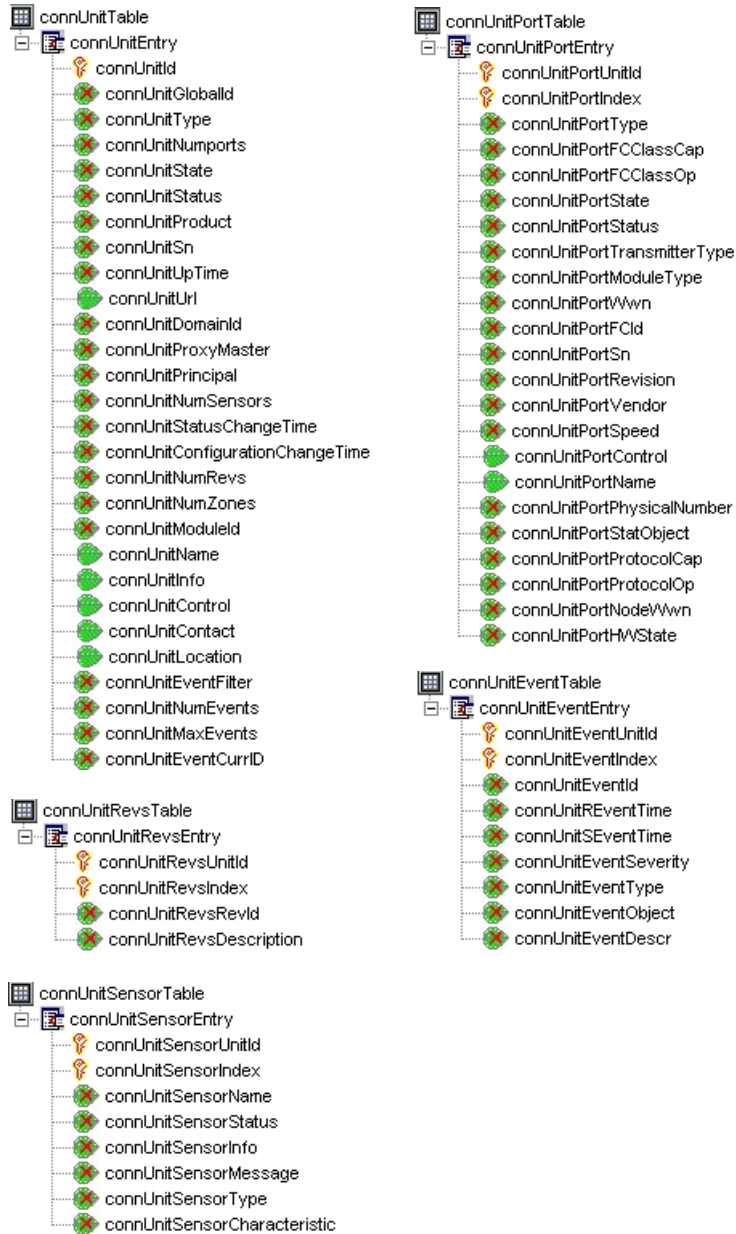 connUnitTable
connUnitEntry
connUnitId
connUnitGlobalId
connUnitType
connUnitNumports
connUnitState
connUnitStatus
connUnitProduct
connUnitSn
connUnitUpTime
connUnitUrl
connUnitDomainId
connUnitProxyMaster
connUnitPrincipal
connUnitNumSensors
connUnitStatusChangeTime
connUnitConfigurationChangeTime
connUnitNumRevs
connUnitNumZones
connUnitModuleId
connUnitName
connUnitInfo
connUnitControl
connUnitContact
connUnitLocation
connUnitEventFilter
connUnitNumEvents
connUnitMaxEvents
connUnitEventCurrID
connUnitRevsTable
connUnitRevsEntry
connUnitRevsUnitId
connUnitRevsIndex
connUnitRevsRevId
connUnitRevsDescription
connUnitSensorTable
connUnitSensorEntry
connUnitSensorUnitId
connUnitSensorIndex
connUnitSensorName
connUnitSensorStatus
connUnitSensorInfo
connUnitSensorMessage
connUnitSensorType
connUnitSensorCharacteristic
connUnitPortTable
connUnitPortEntry
connUnitPortUnitId
connUnitPortIndex
connUnitPortType
connUnitPortFCClassCap
connUnitPortFCClassOp
connUnitPortState
connUnitPortStatus
connUnitPortTransmitterType
connUnitPortModuleType
connUnitPortWwn
connUnitPortFCId
connUnitPortSn
connUnitPortRevision
connUnitPortVendor
connUnitPortSpeed
connUnitPortControl
connUnitPortName
connUnitPortPhysicalNumber
connUnitPortStatObject
connUnitPortProtocolCap
connUnitPortProtocolOp
connUnitPortNodeWwn
connUnitPortHWState
connUnitEventTable
connUnitEventEntry
connUnitEventUnitId
connUnitEventIndex
connUnitEventId
connUnitREventTime
connUnitSEventTime
connUnitEventSeverity
connUnitEventType
connUnitEventObject
connUnitEventDescr